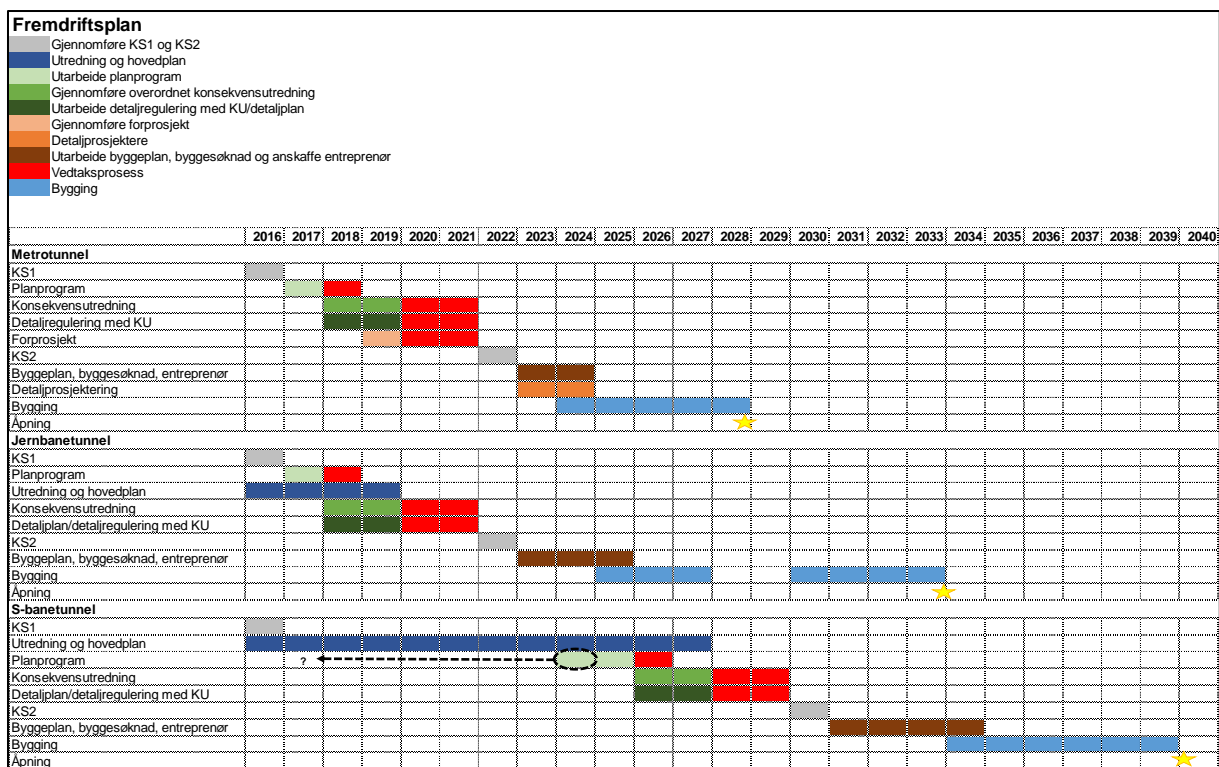 Fremdriftsplan
Gjennomføre KS1 og KS2
Utredning og hovedplan
Utarbeide planprogram
Gjennomføre overordnet konsekvensutredning
Utarbeide detaljregulering med KU/detaljplan
Gjennomføre forprosjekt
Detaljprosjektere
Utarbeide byggeplan, byggesøknad og anskaffe entreprenør
Vedtaksprosess
Bygging
2016 2017 2018 2019 2020 2021 2022 2023 2024 2025 2026 2027 2028 2029 2030 2031 2032 2033 2034 2035 2036 2037 2038 2039 2040
Metrotunnel
KS1
Planprogram
Konsekvensutredning
Detaljregulering med KU
Forprosjekt
KS2
Byggeplan, byggesøknad, entreprenør
Detaljprosjektering
Bygging
Åpning
Jernbanetunnel
KS1
Planprogram
Utredning og hovedplan
Konsekvensutredning
Detaljplan/detaljregulering med KU
KS2
Byggeplan, byggesøknad, entreprenør
Bygging
Åpning
S-banetunnel
KS1
Utredning og hovedplan
Planprogram ?
Konsekvensutredning
Detaljplan/detaljregulering med KU
KS2
Byggeplan, byggesøknad, entreprenør
Bygging
Åpning